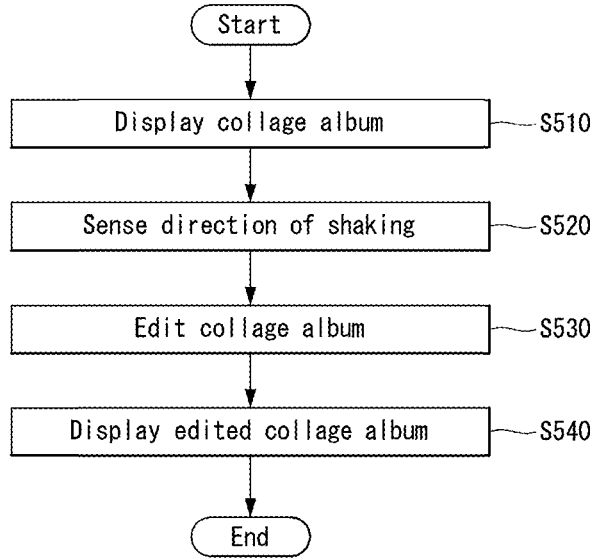 Start
Display collage album
S510
Sense direction of shaking
S520
Edit collage album
S530
Display edited collage album
S540
End